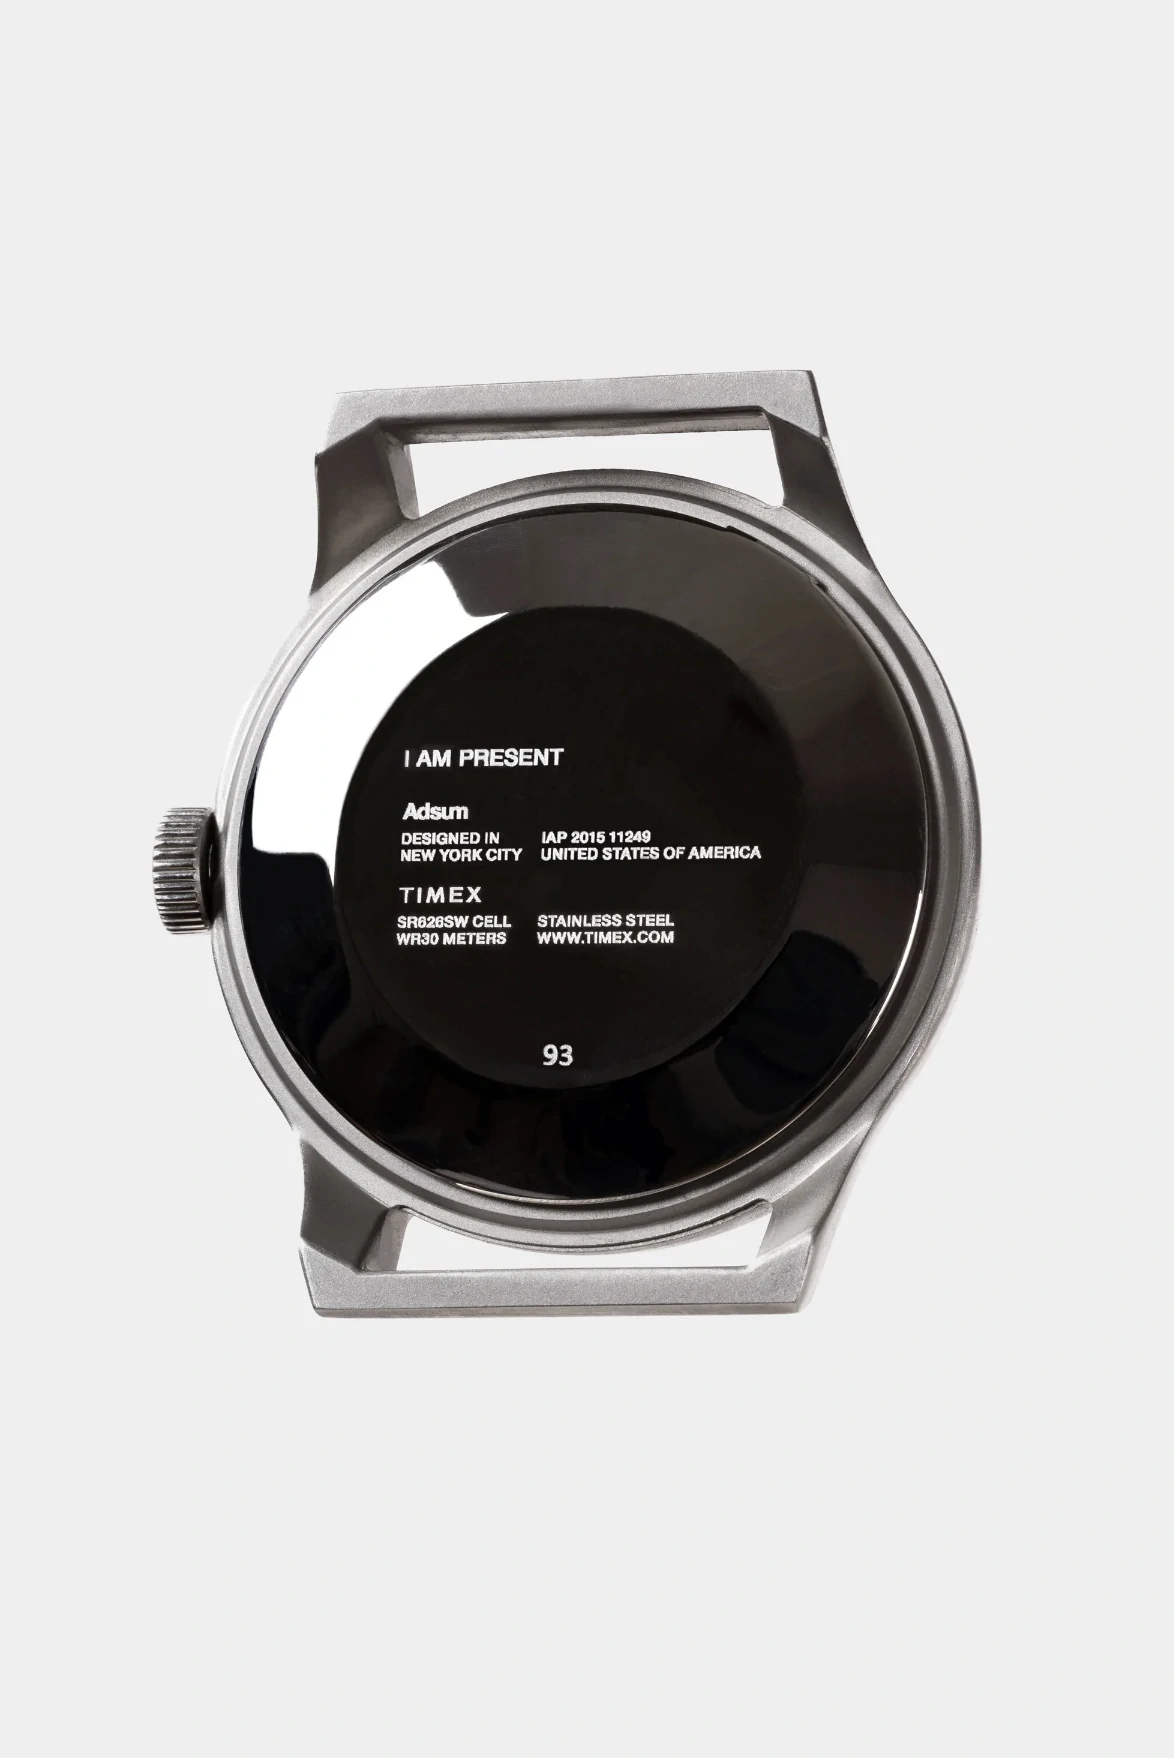 I AM PRESENT
Adsum
DESIGNED IN IAP 2015 11249
NEW YORK CITY UNITED STATES OF AMERICA
TIMEX
SR626SW CELL STAINLESS STEEL
WR30 METERS WWW.TIMEX.COM
93